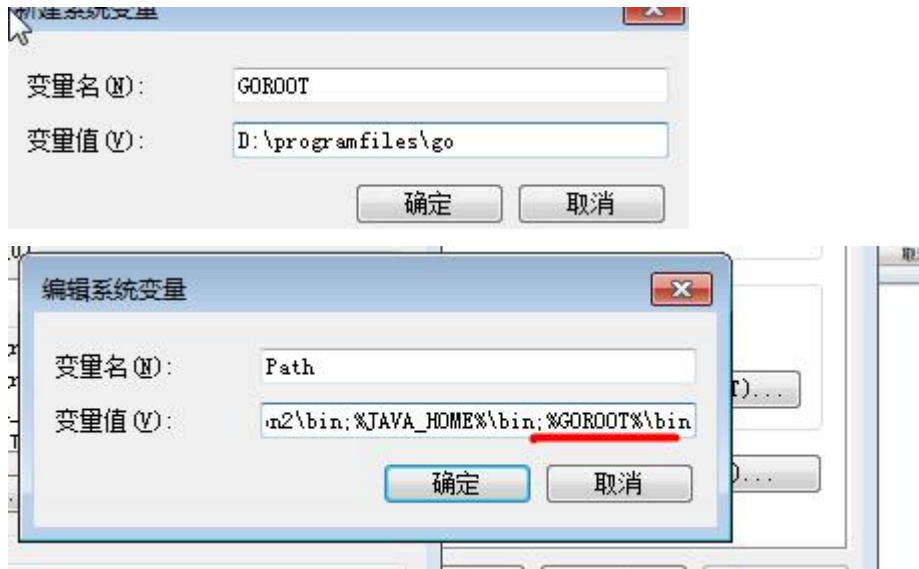 新建系统变量
变量名(N):
GOROOT
变量值(V):
D:\programfiles\go
确定
取消
编辑系统变量
变量名(N):
Path
变量值(V):
n2\bin;%JAVA_HOME%\bin;%GOROOT%\bin
确定
取消